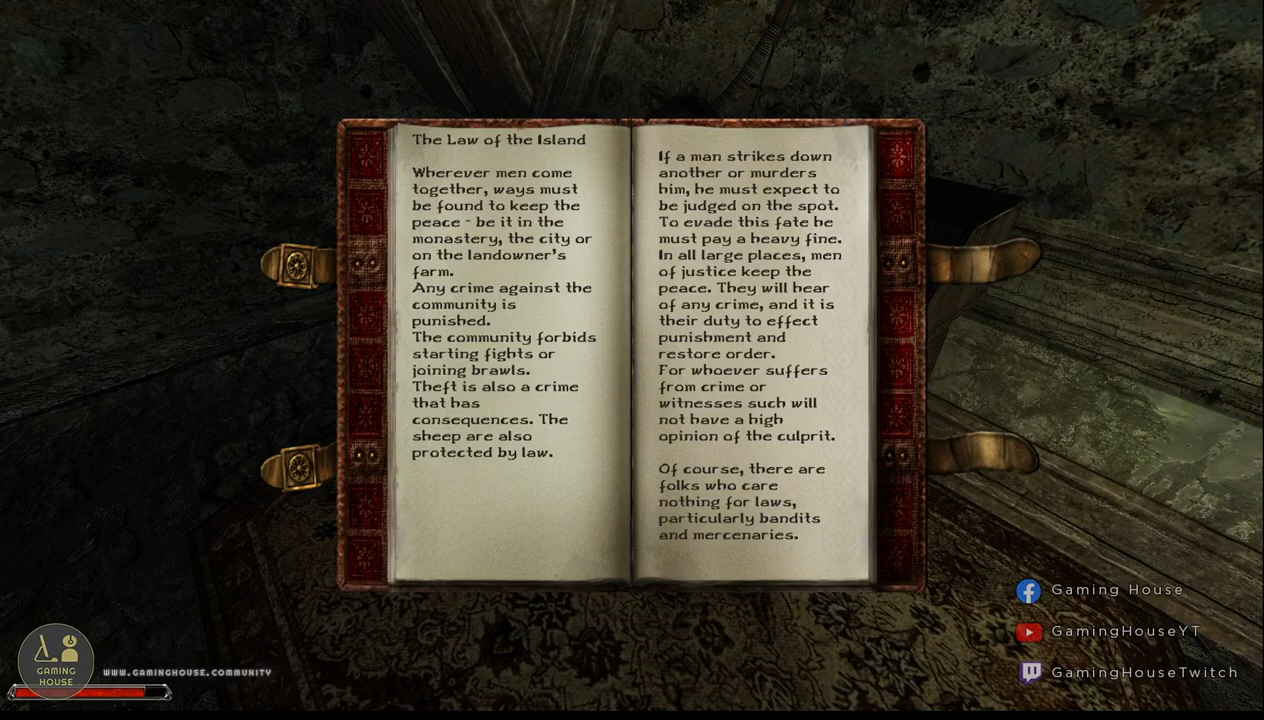 The Law of the Island
Wherever men come
together, ways must
be found to keep the
peace - be it in the
monastery, the city or
on the landowner's
farm.
Any crime against the
community is
punished.
The community forbids
starting fights or
joining brawls.
Theft is also a crime
that has
consequences. The
sheep are also
protected by law.
If a man strikes down
another or murders
him, he must expect to
be judged on the spot.
To evade this fate he
must pay a heavy fine.
In all large places, men
of justice keep the
peace. They will hear
of any crime, and it is
their duty to effect
punishment and
restore order.
For whoever suffers
from crime or
witnesses such will
not have a high
opinion of the culprit.
Of course, there are
folks who care
nothing for laws,
particularly bandits
and mercenaries.
Gaming House
GamingHouseYT
GamingHouseTwitch
GAMING
HOUSE
WWW.GAMINGHOUSE.COMMUNITY